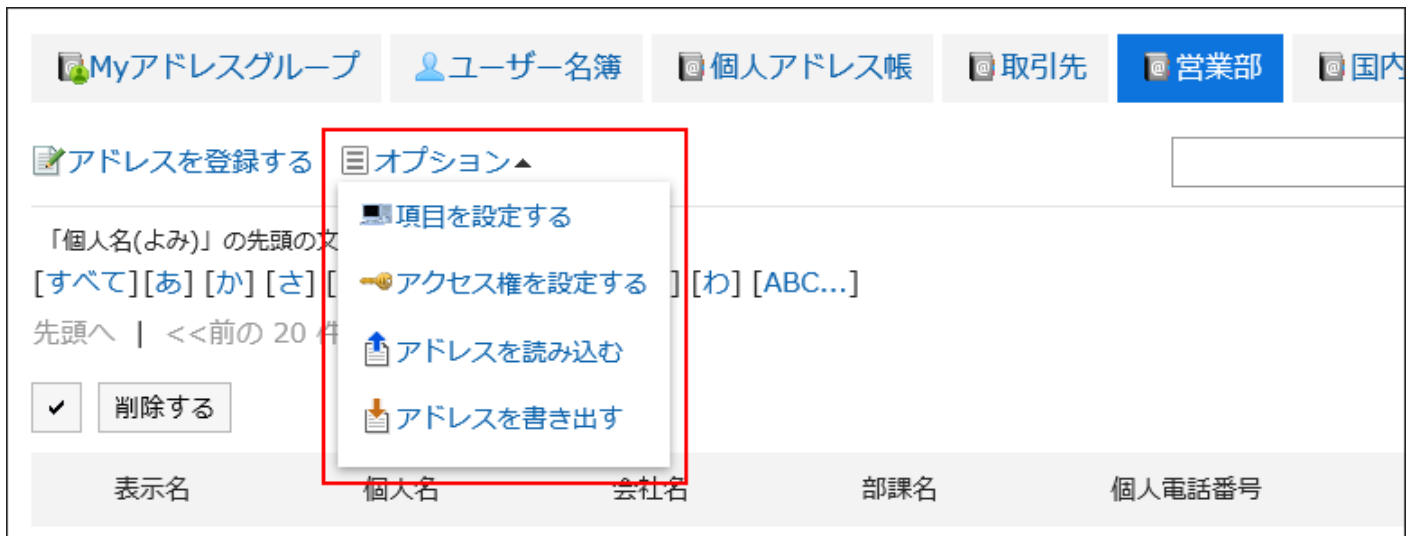 Myアドレスグループ ユーザー名簿 個人アドレス帳 取引先 営業部 国内
アドレスを登録する オプション▲
項目を設定する
「個人名(よみ)」の先頭の文
アクセス権を設定する
[すべて][あ] [か] [さ] [ ] [わ] [ABC...]
先頭へ | <<前の 20 件
アドレスを読み込む
削除する
アドレスを書き出す
表示名 個人名 会社名 部課名 個人電話番号